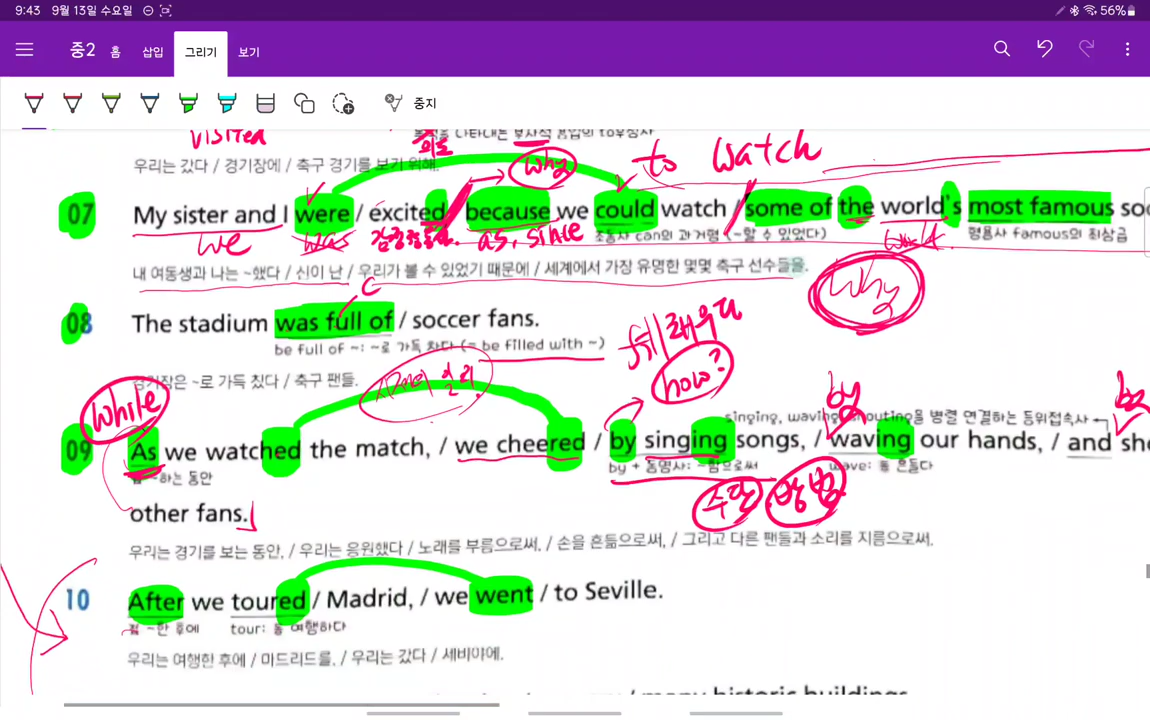 9:43 9월 13일 수요일 56%
중2 홈 삽입 그리기 보기
중지
visited
우리는 갔다 / 경기장에 / 축구 경기를 보기 위해.
why to watch
07 My sister and I were / excited / because we could watch / some of the world's most famous soc
we was 감정형용사. as, since 조동사 can의 과거형 (~할 수 있었다) world 형용사 famous의 최상급
내 여동생과 나는 ~했다 / 신이 난 / 우리가 볼 수 있었기 때문에 / 세계에서 가장 유명한 몇몇 축구 선수들을.
why
08 The stadium was full of / soccer fans.
be full of ~: ~로 가득 차다 (= be filled with ~)
경기장은 ~로 가득 찼다 / 축구 팬들.
how?
while by
singing, waving, shouting을 병렬 연결하는 등위접속사
09 As we watched the match, / we cheered / by singing songs, / waving our hands, / and sho
접 ~하는 동안 by + 동명사: ~함으로써 wave: 동 흔들다
수단 방법
other fans.
우리는 경기를 보는 동안, / 우리는 응원했다 / 노래를 부름으로써, / 손을 흔듦으로써, / 그리고 다른 팬들과 소리를 지름으로써.
10 After we toured / Madrid, / we went / to Seville.
접 ~한 후에 tour: 동 여행하다
우리는 여행한 후에 / 마드리드를, / 우리는 갔다 / 세비야에.
/ many historic buildings